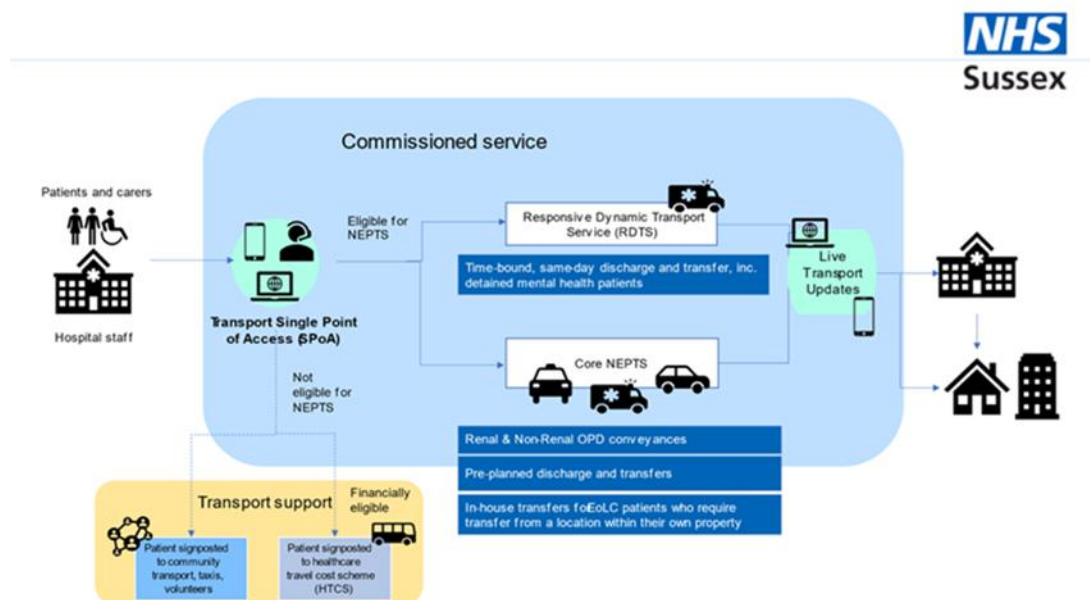 NHS
Sussex
Commissioned service
Patients and carers
Hospital staff
Transport Single Point
of Access (SPoA)
Eligible for
NEPTS
Not
eligible for
NEPTS
Responsive Dynamic Transport
Service (RDTS)
Time-bound, same-day discharge and transfer, inc.
detained mental health patients
Core NEPTS
Renal & Non-Renal OPD conveyances
Pre-planned discharge and transfers
In-house transfers foEoLC patients who require
transfer from a location within their own property
Live
Transport
Updates
Transport support
Financially
eligible
Patient signposted
to community
transport, taxis,
volunteers
Patient signposted
to healthcare
travel cost scheme
(HTCS)